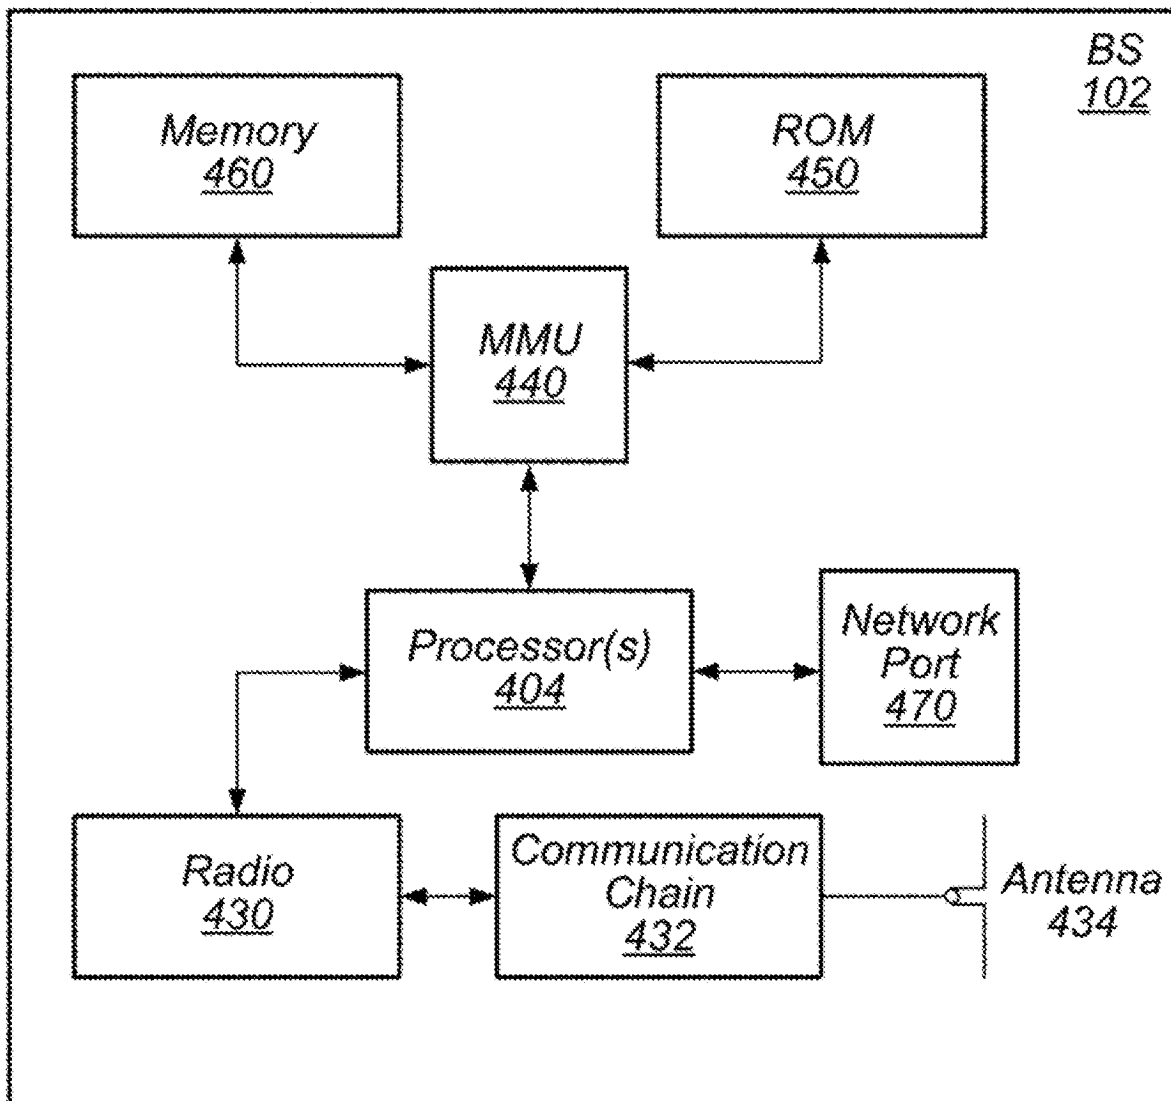 BS
102
Memory
460
ROM
450
MMU
440
Processor(s)
404
Network
Port
470
Radio
430
Communication
Chain
432
Antenna
434